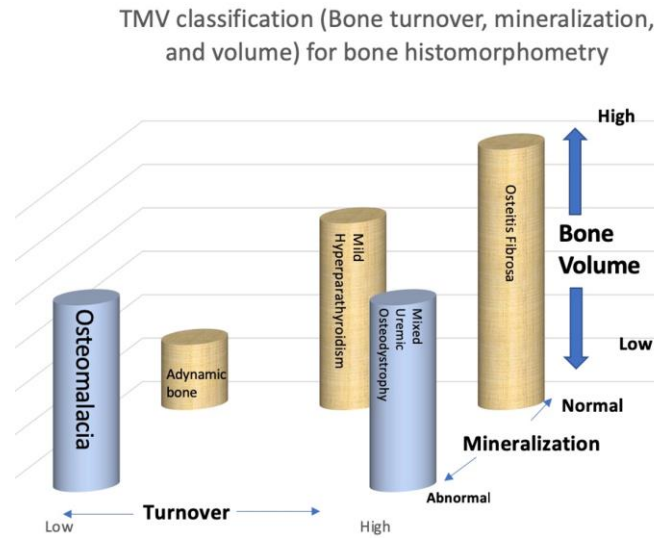 TMV classification (Bone turnover, mineralization,
and volume) for bone histomorphometry
High
Bone
Volume
Low
Osteomalacia
Adynamic
bone
Mild
Hyperparathyroidism
Mixed
Uremic
Osteodystrophy
Osteitis Fibrosa
Normal
Mineralization
Abnormal
Turnover
Low
High